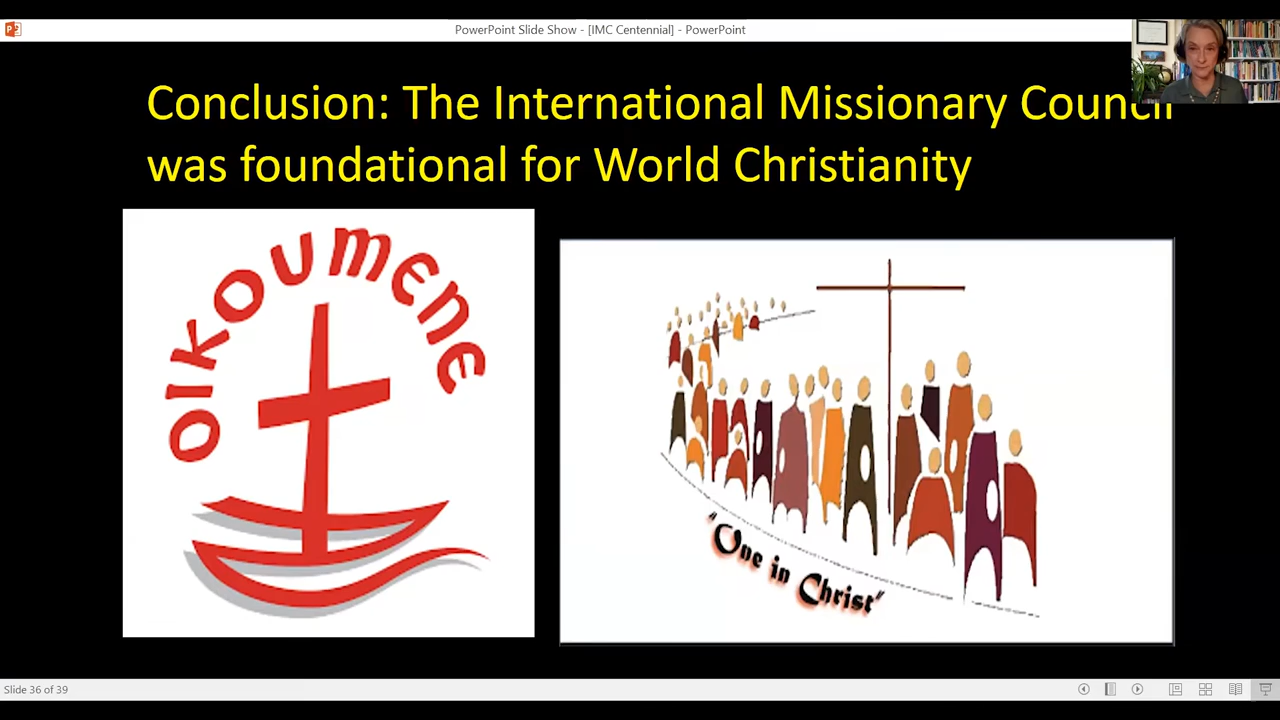 PowerPoint Slide Show - [IMC Centennial] - PowerPoint
Conclusion: The International Missionary Council
was foundational for World Christianity
OIKOUMENE
"One in Christ"
Slide 36 of 39